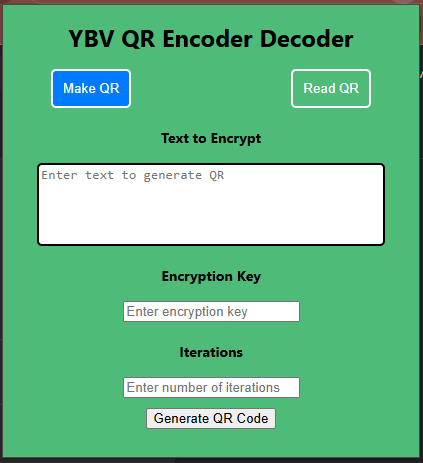 YBV QR Encoder Decoder
Make QR
Read QR
Text to Encrypt
Enter text to generate QR
Encryption Key
Enter encryption key
Iterations
Enter number of iterations
Generate QR Code